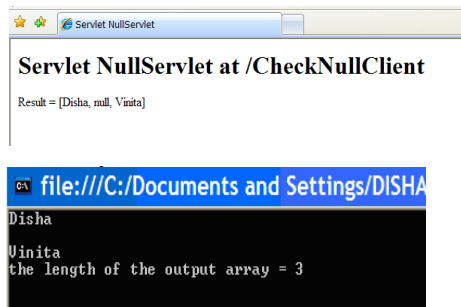 Servlet NullServlet
Servlet NullServlet at /CheckNullClient
Result = [Disha, null, Vinita]
file:///C:/Documents and Settings/DISHA
Disha
Vinita
the length of the output array = 3